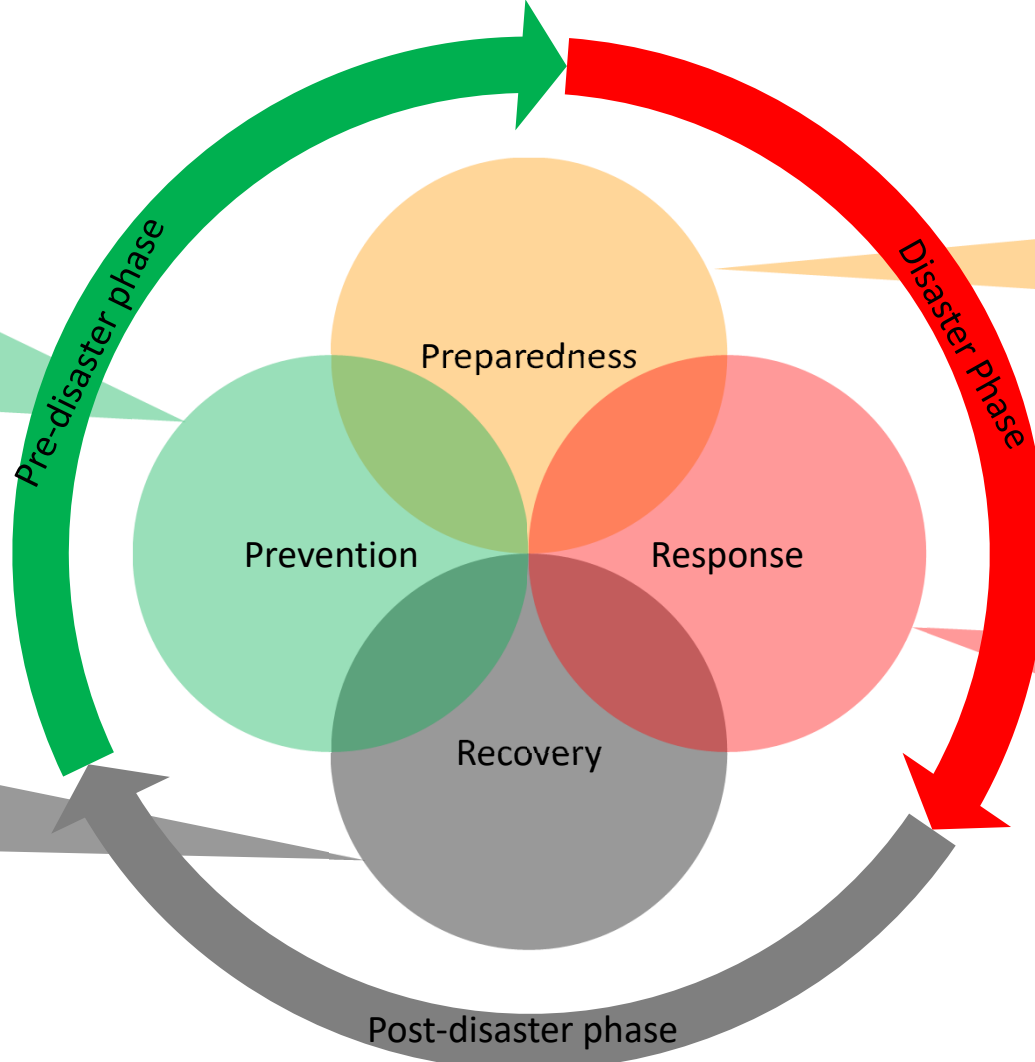 Pre-disaster phase
Disaster Phase
Preparedness
Prevention
Response
Recovery
Post-disaster phase